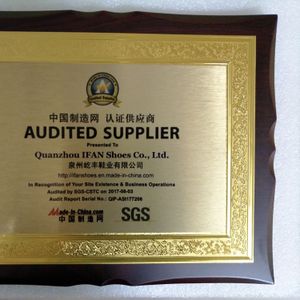 中国制造网 认证供应商
AUDITED SUPPLIER
Presented To
Quanzhou IFAN Shoes Co., Ltd.
泉州屹丰鞋业有限公司
http://ifanshoes.en.made-in-china.com
In Recognition of Your Site Existence & Business Operations
Audited by SGS-CSTC on 2017-08-03
Audit Report Serial No.: QIP-ASI177266
Made-in-China.com
中国制造网
SGS